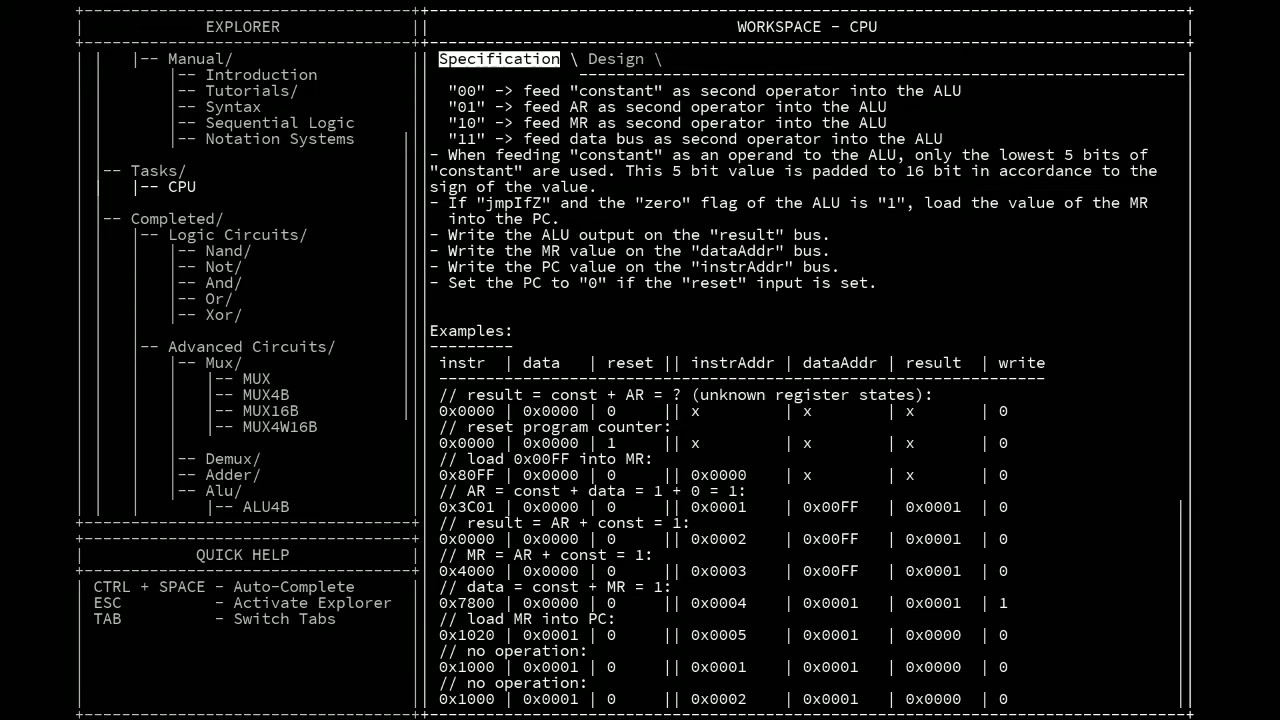 EXPLORER
|-- Manual/
|-- Introduction
|-- Tutorials/
|-- Syntax
|-- Sequential Logic
|-- Notation Systems
|-- Tasks/
|-- CPU
|-- Completed/
|-- Logic Circuits/
|-- Nand/
|-- Not/
|-- And/
|-- Or/
|-- Xor/
|-- Advanced Circuits/
|-- Mux/
|-- MUX
|-- MUX4B
|-- MUX16B
|-- MUX4W16B
|-- Demux/
|-- Adder/
|-- Alu/
|-- ALU4B
QUICK HELP
CTRL + SPACE - Auto-Complete
ESC - Activate Explorer
TAB - Switch Tabs
WORKSPACE - CPU
Specification \ Design \
"00" -> feed "constant" as second operator into the ALU
"01" -> feed AR as second operator into the ALU
"10" -> feed MR as second operator into the ALU
"11" -> feed data bus as second operator into the ALU
- When feeding "constant" as an operand to the ALU, only the lowest 5 bits of
"constant" are used. This 5 bit value is padded to 16 bit in accordance to the
sign of the value.
- If "jmpIfZ" and the "zero" flag of the ALU is "1", load the value of the MR
into the PC.
- Write the ALU output on the "result" bus.
- Write the MR value on the "dataAddr" bus.
- Write the PC value on the "instrAddr" bus.
- Set the PC to "0" if the "reset" input is set.
Examples:
---------
instr | data | reset || instrAddr | dataAddr | result | write
// result = const + AR = ? (unknown register states):
0x0000 | 0x0000 | 0 || x | x | x | 0
// reset program counter:
0x0000 | 0x0000 | 1 || x | x | x | 0
// load 0x00FF into MR:
0x80FF | 0x0000 | 0 || 0x0000 | x | x | 0
// AR = const + data = 1 + 0 = 1:
0x3C01 | 0x0000 | 0 || 0x0001 | 0x00FF | 0x0001 | 0
// result = AR + const = 1:
0x0000 | 0x0000 | 0 || 0x0002 | 0x00FF | 0x0001 | 0
// MR = AR + const = 1:
0x4000 | 0x0000 | 0 || 0x0003 | 0x00FF | 0x0001 | 0
// data = const + MR = 1:
0x7800 | 0x0000 | 0 || 0x0004 | 0x0001 | 0x0001 | 1
// load MR into PC:
0x1020 | 0x0001 | 0 || 0x0005 | 0x0001 | 0x0000 | 0
// no operation:
0x1000 | 0x0001 | 0 || 0x0001 | 0x0001 | 0x0000 | 0
// no operation:
0x1000 | 0x0001 | 0 || 0x0002 | 0x0001 | 0x0000 | 0